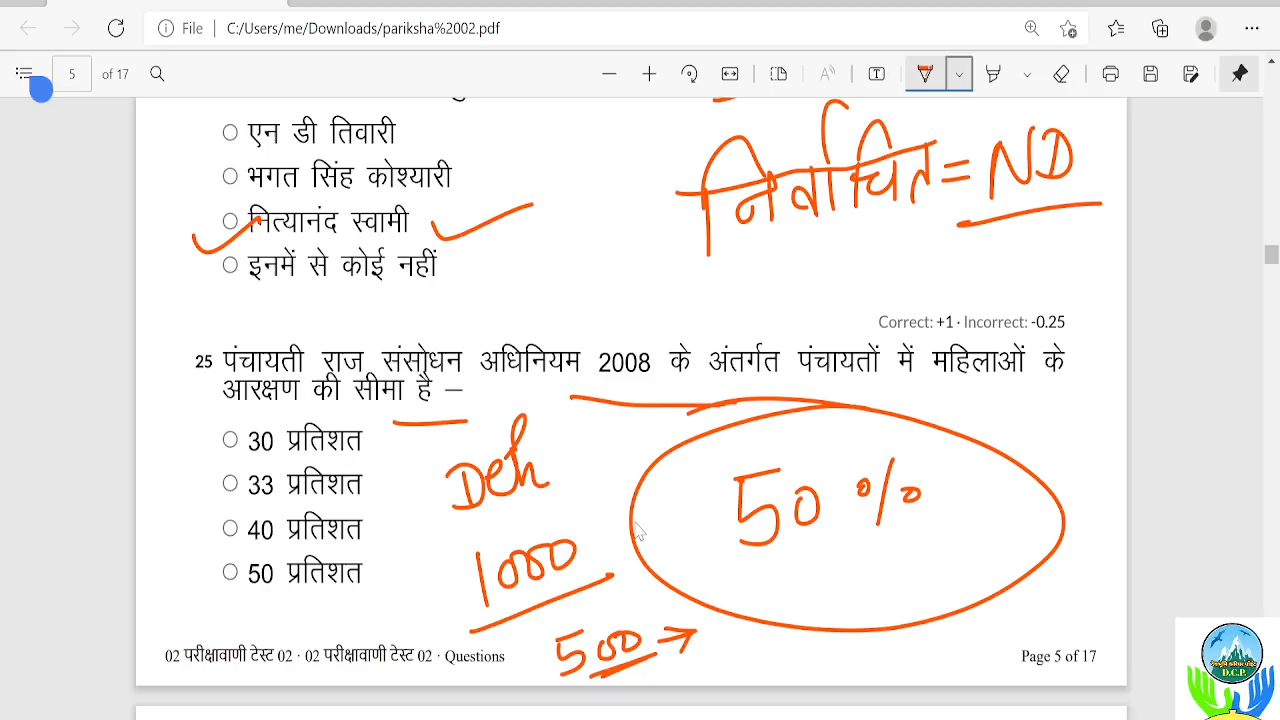 File | C:/Users/me/Downloads/pariksha%2002.pdf
5 of 17
एन डी तिवारी
भगत सिंह कोश्यारी
नित्यानंद स्वामी
इनमें से कोई नहीं
निर्वाचित = ND
Correct: +1 · Incorrect: -0.25
25 पंचायती राज संसोधन अधिनियम 2008 के अंतर्गत पंचायतों में महिलाओं के
आरक्षण की सीमा है –
30 प्रतिशत
33 प्रतिशत
40 प्रतिशत
50 प्रतिशत
Deh
1000
500 →
50 %
02 परीक्षावाणी टेस्ट 02 · 02 परीक्षावाणी टेस्ट 02 · Questions
Page 5 of 17
D.C.P.